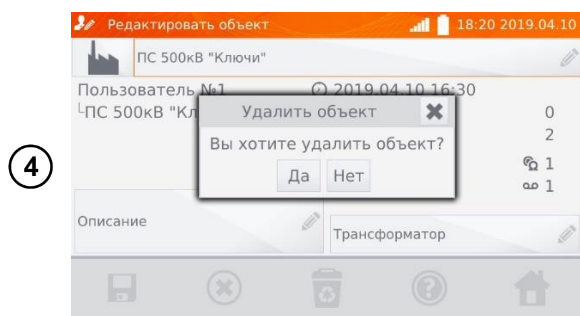 Редактировать объект 18:20 2019.04.10
ПС 500кВ "Ключи"
Пользователь №1 2019.04.10 16:30
ПС 500кВ "Кл 0
Удалить объект
2
Вы хотите удалить объект?
4
1
Да Нет
1
Описание
Трансформатор